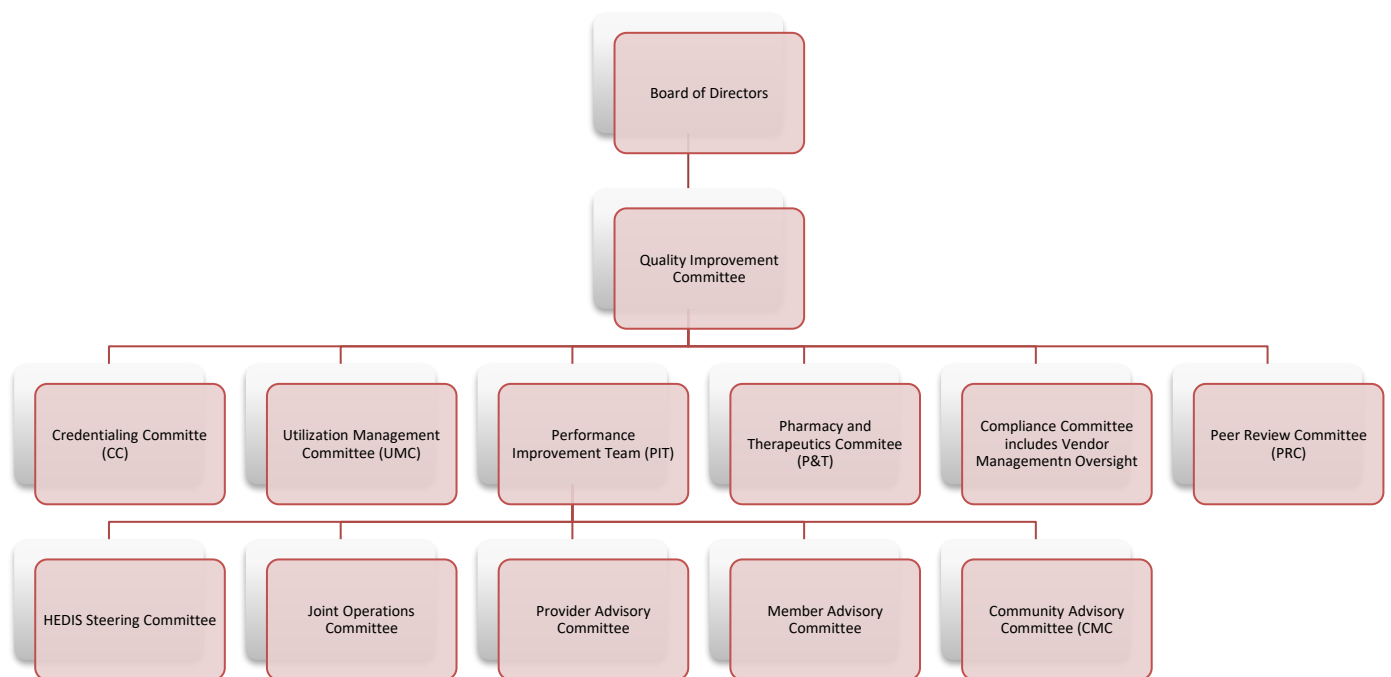 Board of Directors
Quality Improvement
Committee
Credentialing Committe
(CC)
Utilization Management
Committee (UMC)
Performance
Improvement Team (PIT)
Pharmacy and
Therapeutics Commitee
(P&T)
Compliance Committee
includes Vendor
Managementn Oversight
Peer Review Committee
(PRC)
HEDIS Steering Committee
Joint Operations
Committee
Provider Advisory
Committee
Member Advisory
Committee
Community Advisory
Committee (CMC